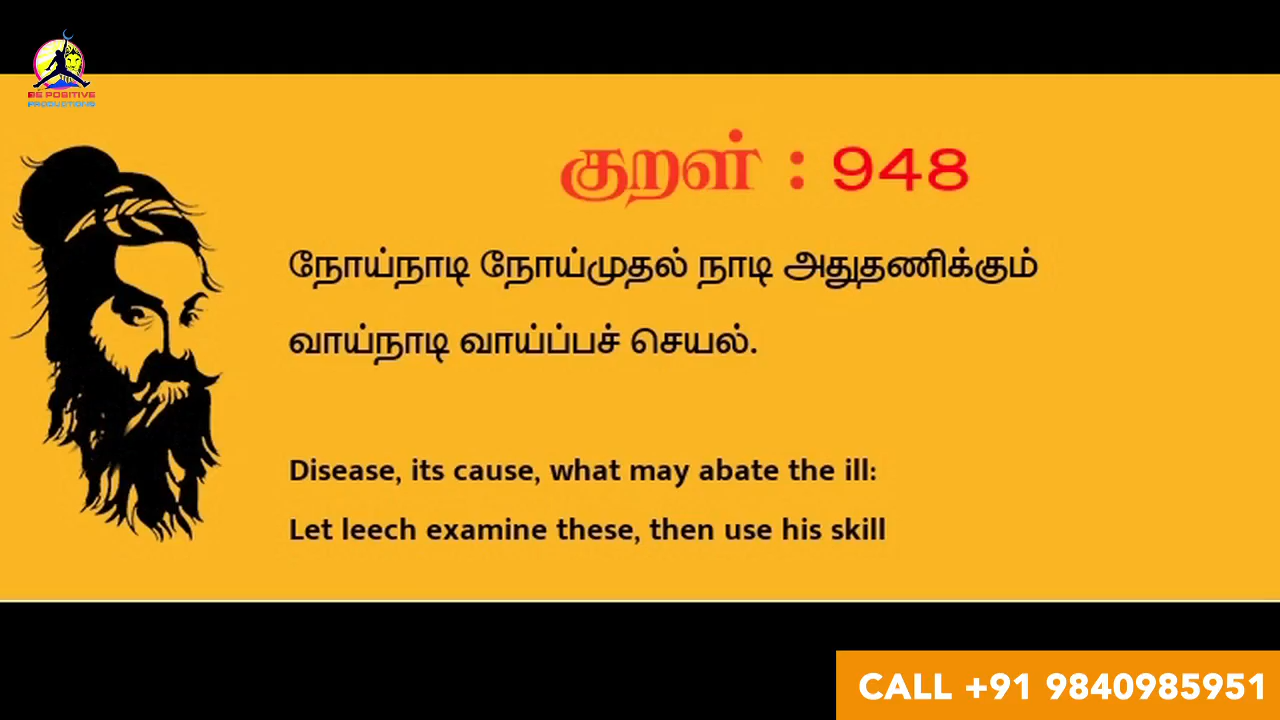 BE POSITIVE
PRODUCTIONS
குறள் : 948
நோய்நாடி நோய்முதல் நாடி அதுதணிக்கும்
வாய்நாடி வாய்ப்பச் செயல்.
Disease, its cause, what may abate the ill:
Let leech examine these, then use his skill
CALL +91 9840985951